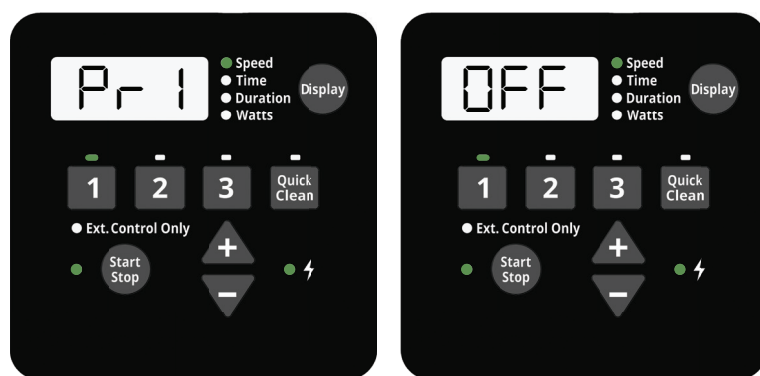 Pr 1
Speed
Time
Duration
Watts
Display
1
2
3
Quick
Clean
Ext. Control Only
Start
Stop
+
−
OFF
Speed
Time
Duration
Watts
Display
1
2
3
Quick
Clean
Ext. Control Only
Start
Stop
+
−